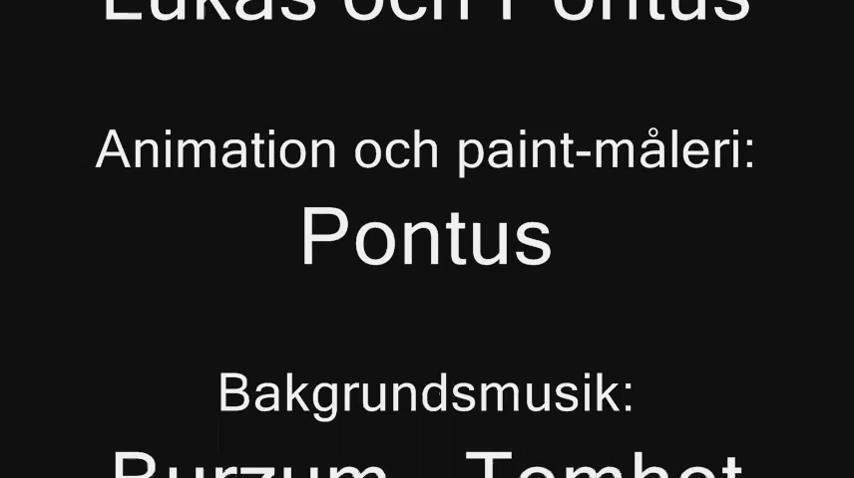 Lukas och Pontus
Animation och paint-måleri:
Pontus
Bakgrundsmusik:
Burzum - Tomhet